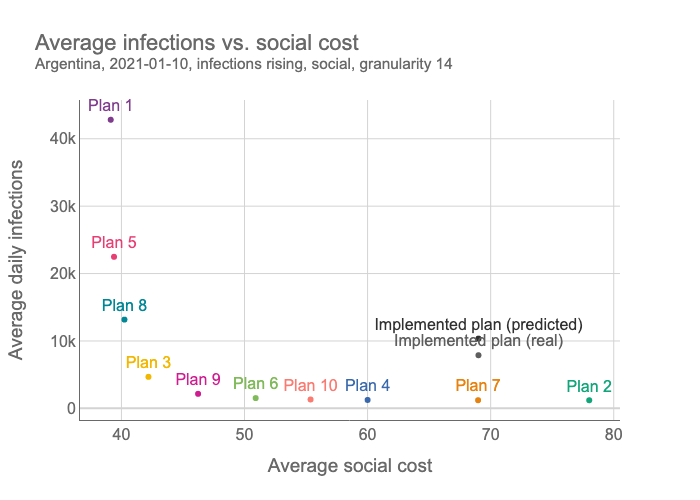 Average infections vs. social cost
Argentina, 2021-01-10, infections rising, social, granularity 14
Plan 1
40k
30k
Plan 5
20k
Plan 8
Implemented plan (predicted)
10k
Implemented plan (real)
Plan 3
Plan 9
Plan 6
Plan 10
Plan 4
Plan 7
Plan 2
0
40
50
60
70
80
Average social cost
Average daily infections